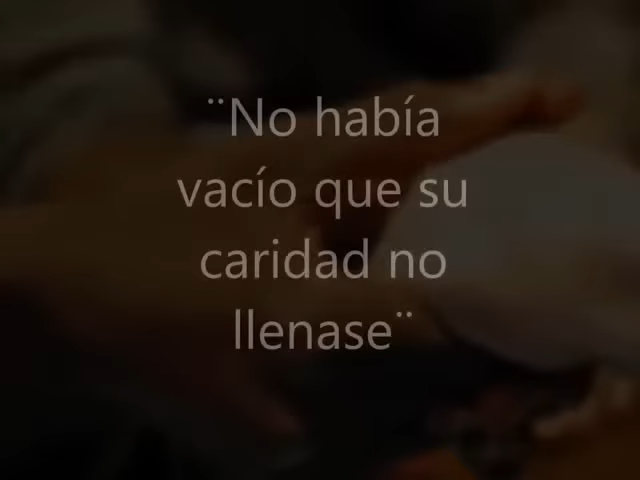 ¨No había
vacío que su
caridad no
llenase¨